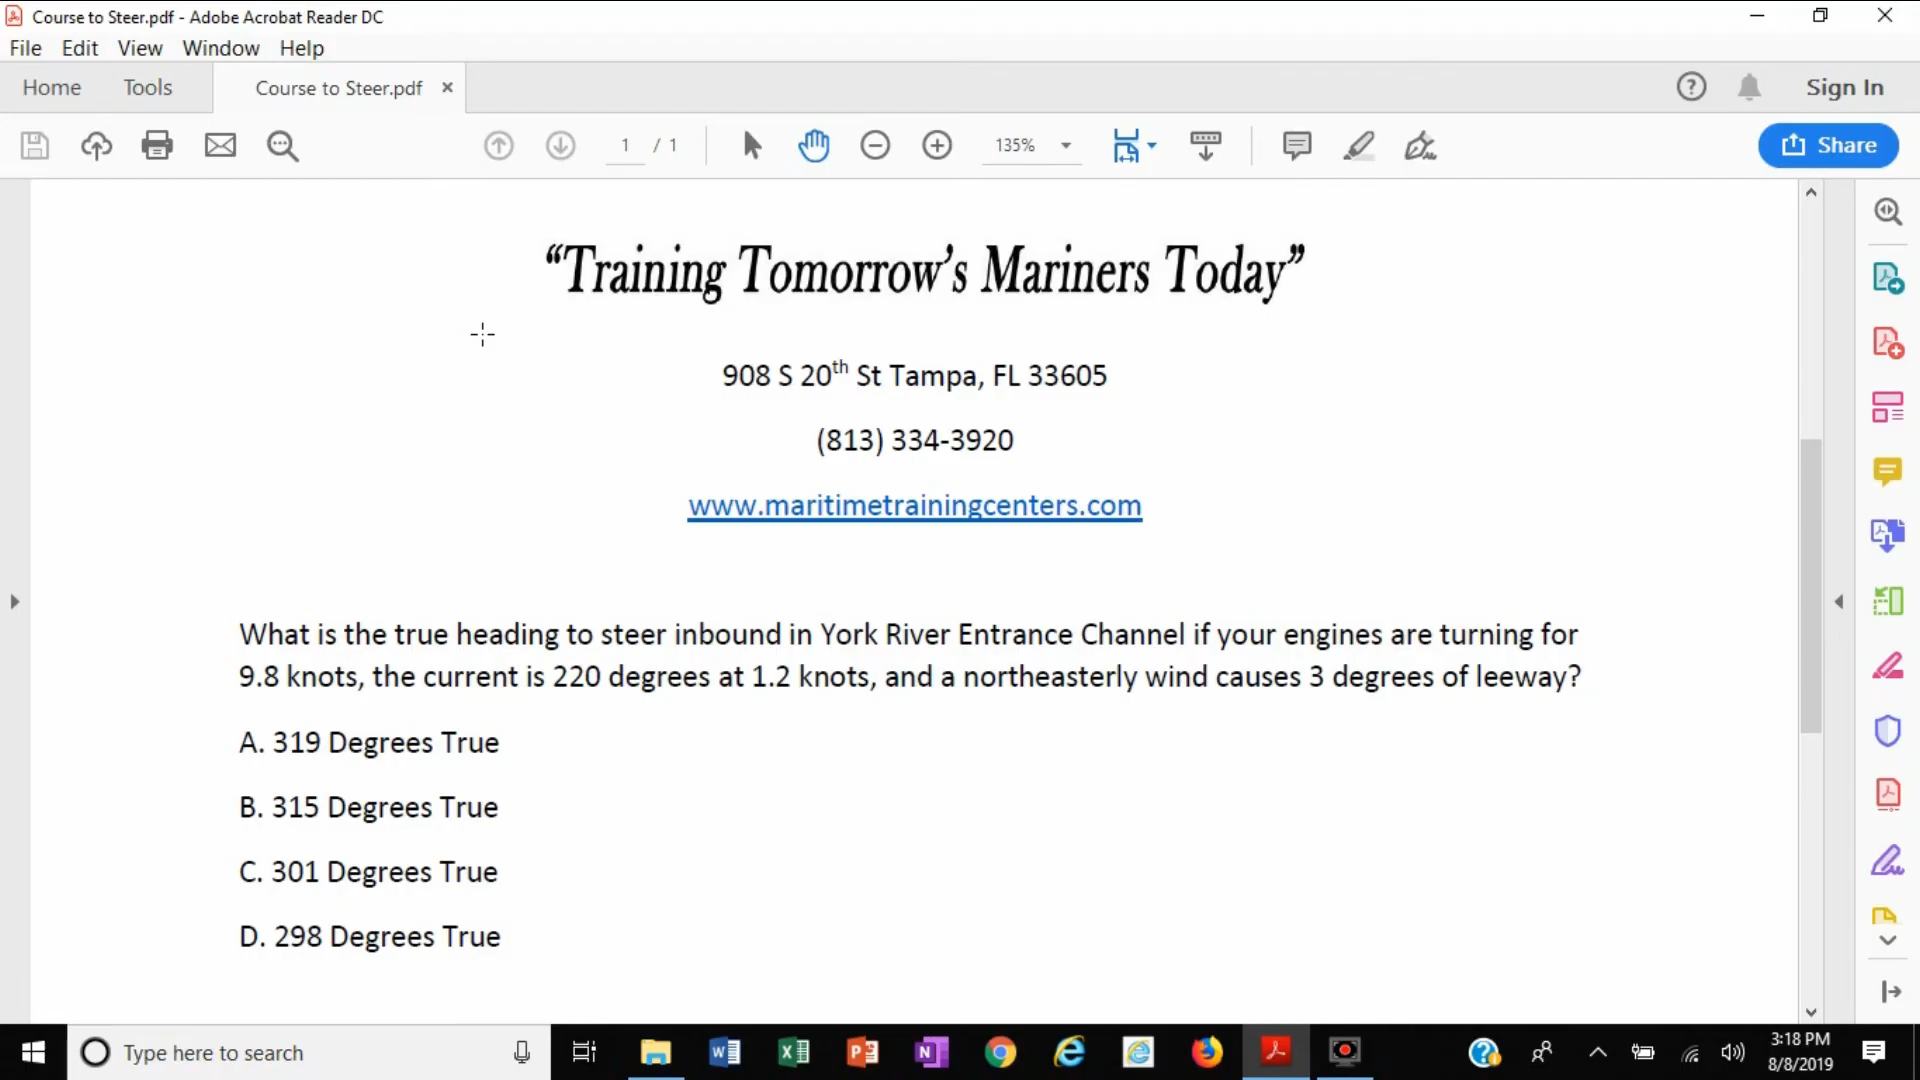 Course to Steer.pdf - Adobe Acrobat Reader DC
File Edit View Window Help
Home Tools Course to Steer.pdf × Sign In
1 / 1 135% Share
“Training Tomorrow’s Mariners Today”
908 S 20th St Tampa, FL 33605
(813) 334-3920
www.maritimetrainingcenters.com
What is the true heading to steer inbound in York River Entrance Channel if your engines are turning for
9.8 knots, the current is 220 degrees at 1.2 knots, and a northeasterly wind causes 3 degrees of leeway?
A. 319 Degrees True
B. 315 Degrees True
C. 301 Degrees True
D. 298 Degrees True
Type here to search
3:18 PM
8/8/2019